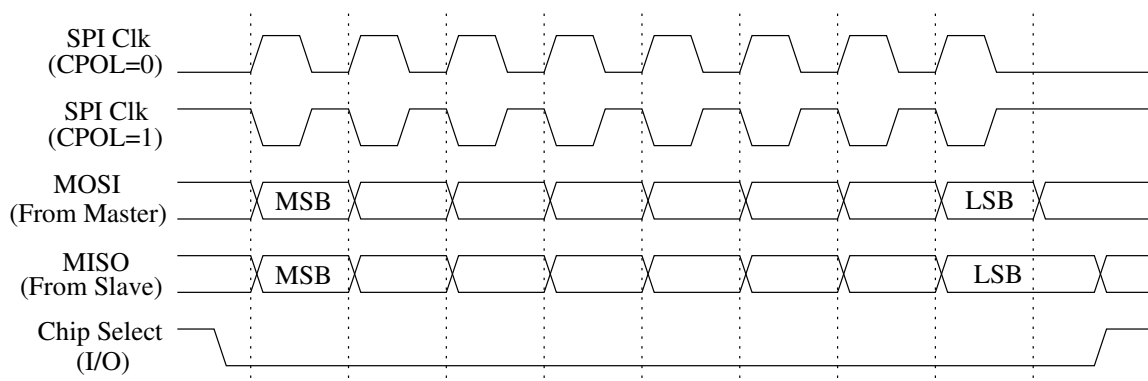 SPI Clk
(CPOL=0)
SPI Clk
(CPOL=1)
MOSI
(From Master)
MSB
LSB
MISO
(From Slave)
MSB
LSB
Chip Select
(I/O)